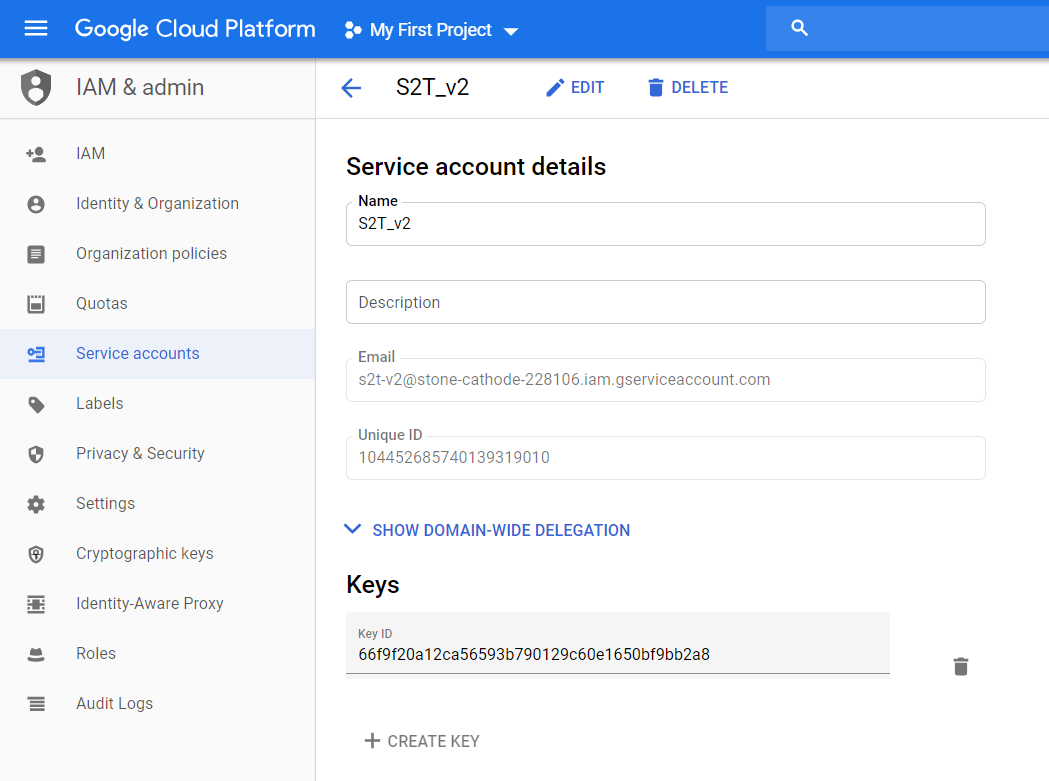 Google Cloud Platform
My First Project
IAM & admin
S2T_v2
EDIT
DELETE
IAM
Identity & Organization
Organization policies
Quotas
Service accounts
Labels
Privacy & Security
Settings
Cryptographic keys
Identity-Aware Proxy
Roles
Audit Logs
Service account details
Name
S2T_v2
Description
Email
s2t-v2@stone-cathode-228106.iam.gserviceaccount.com
Unique ID
104452685740139319010
SHOW DOMAIN-WIDE DELEGATION
Keys
Key ID
66f9f20a12ca56593b790129c60e1650bf9bb2a8
CREATE KEY